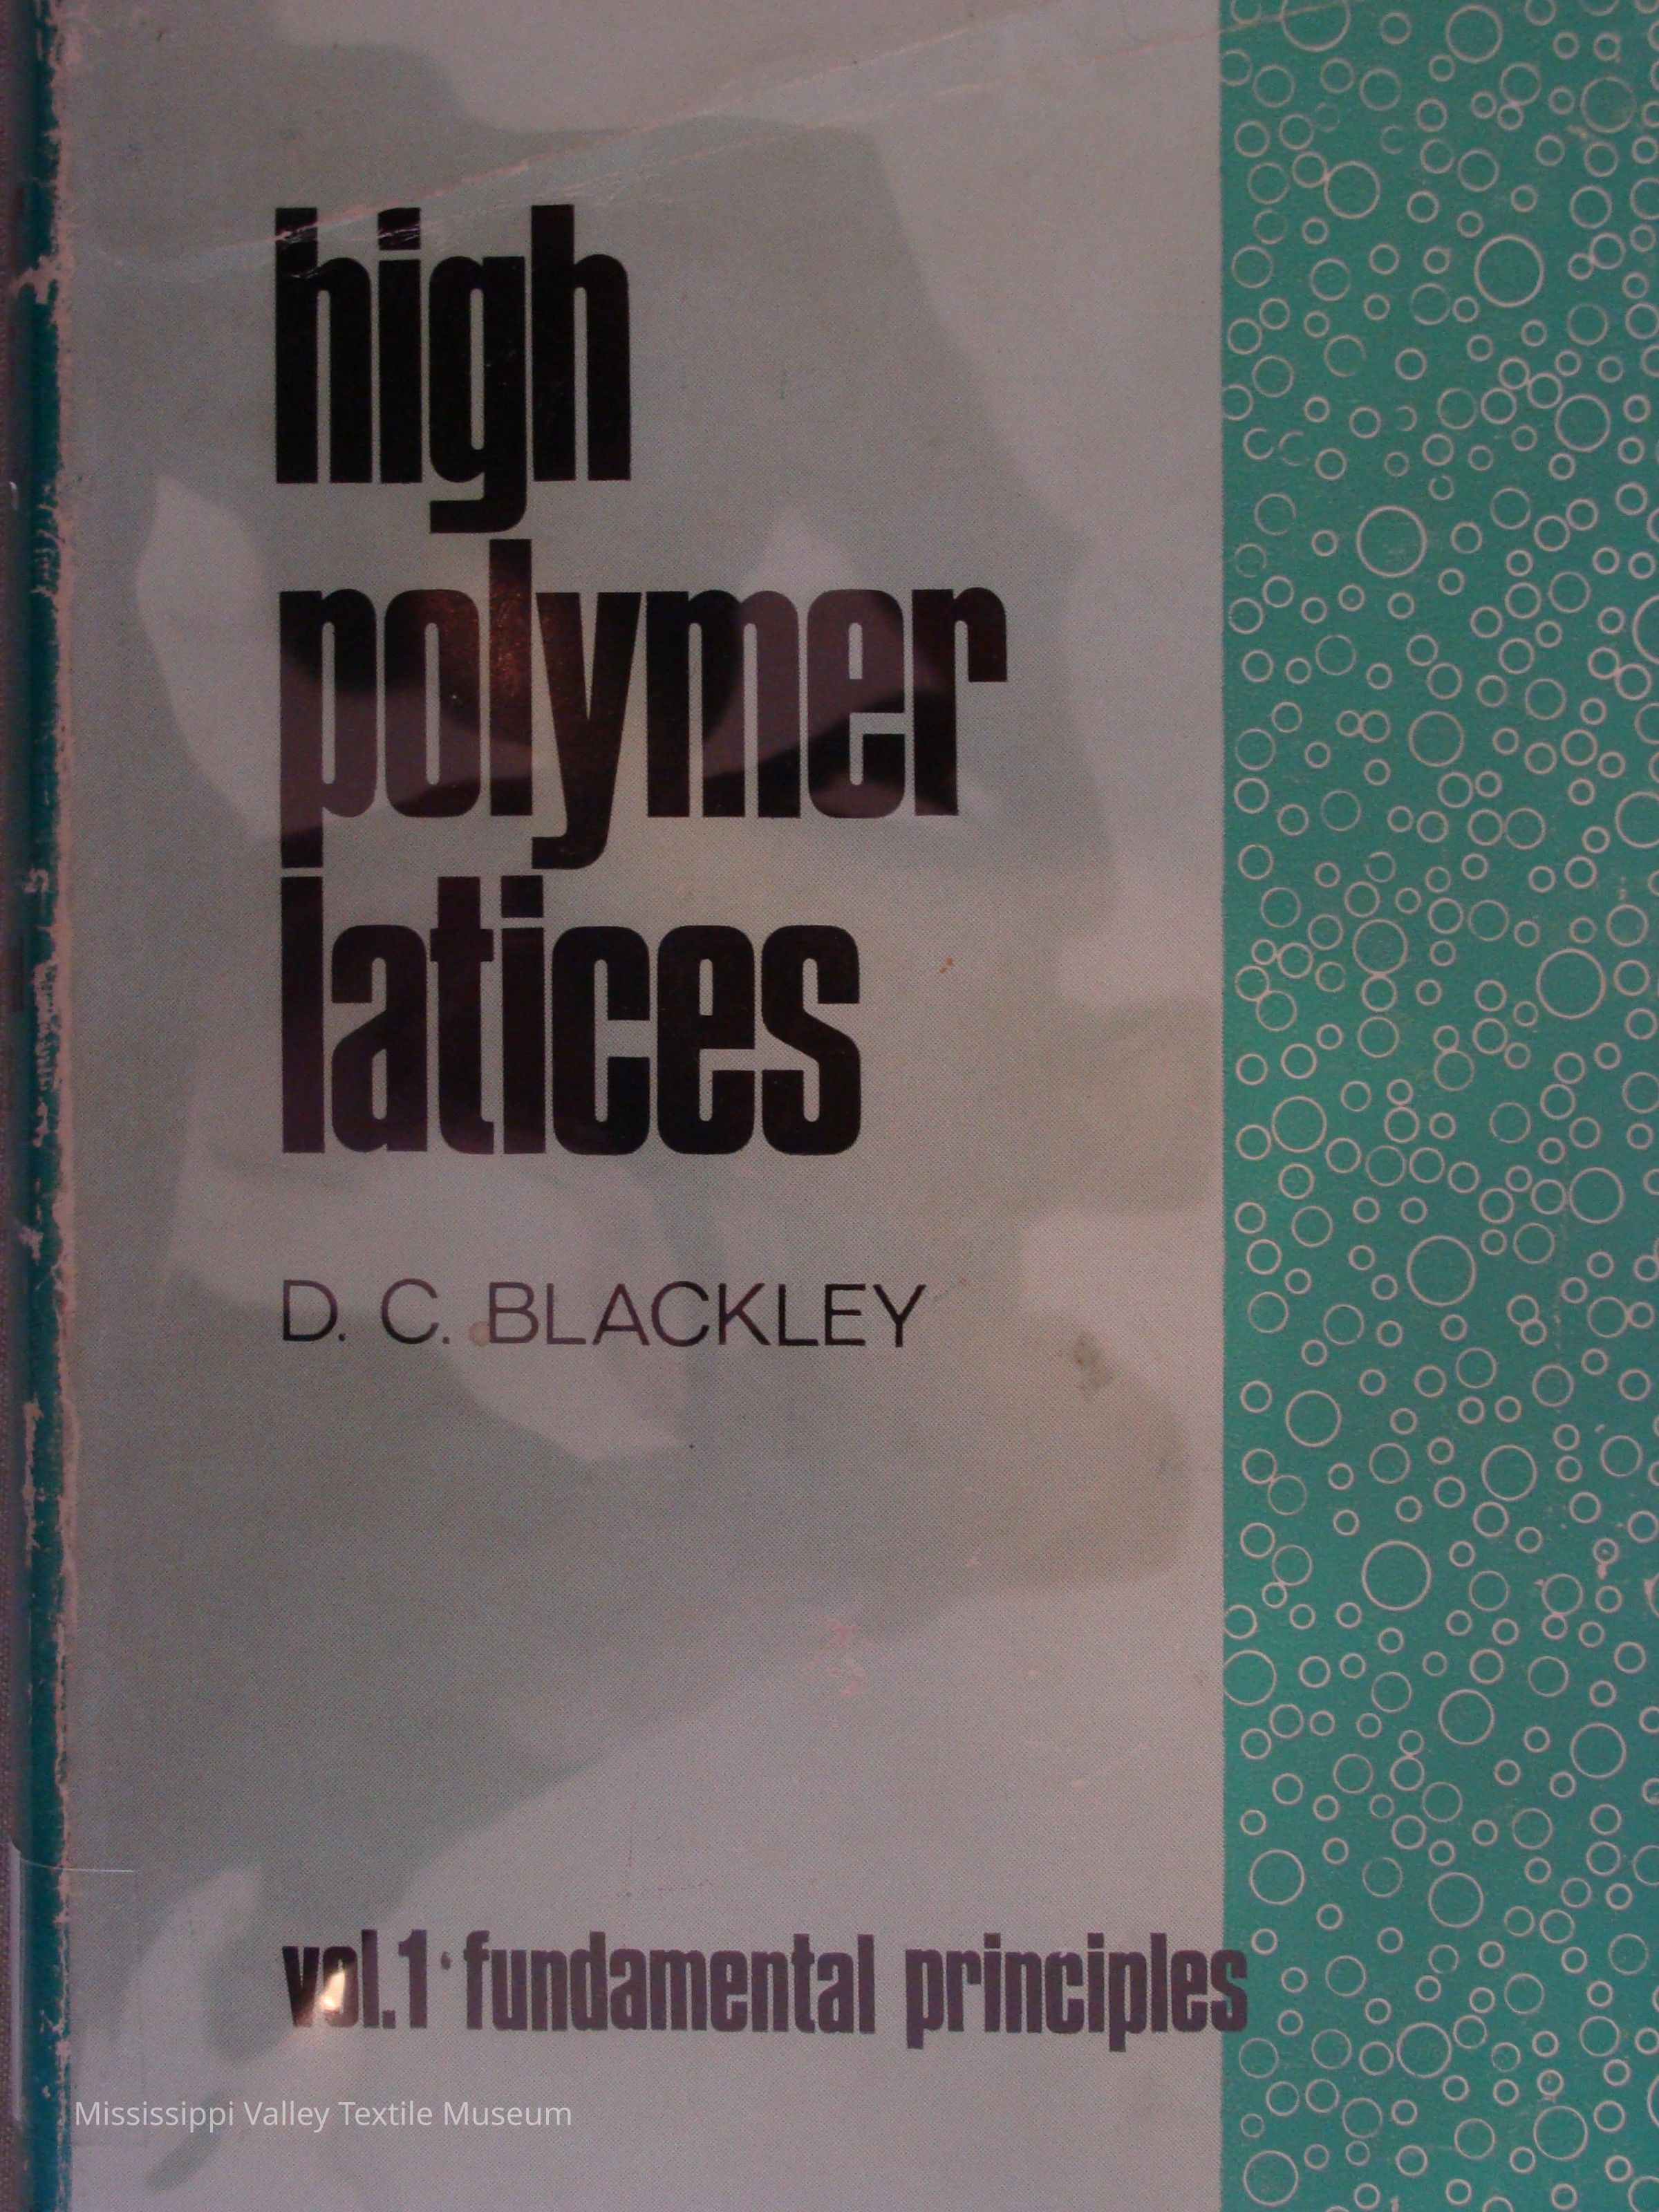 high
polymer
latices
D. C. BLACKLEY
vol.1 fundamental principles
Mississippi Valley Textile Museum